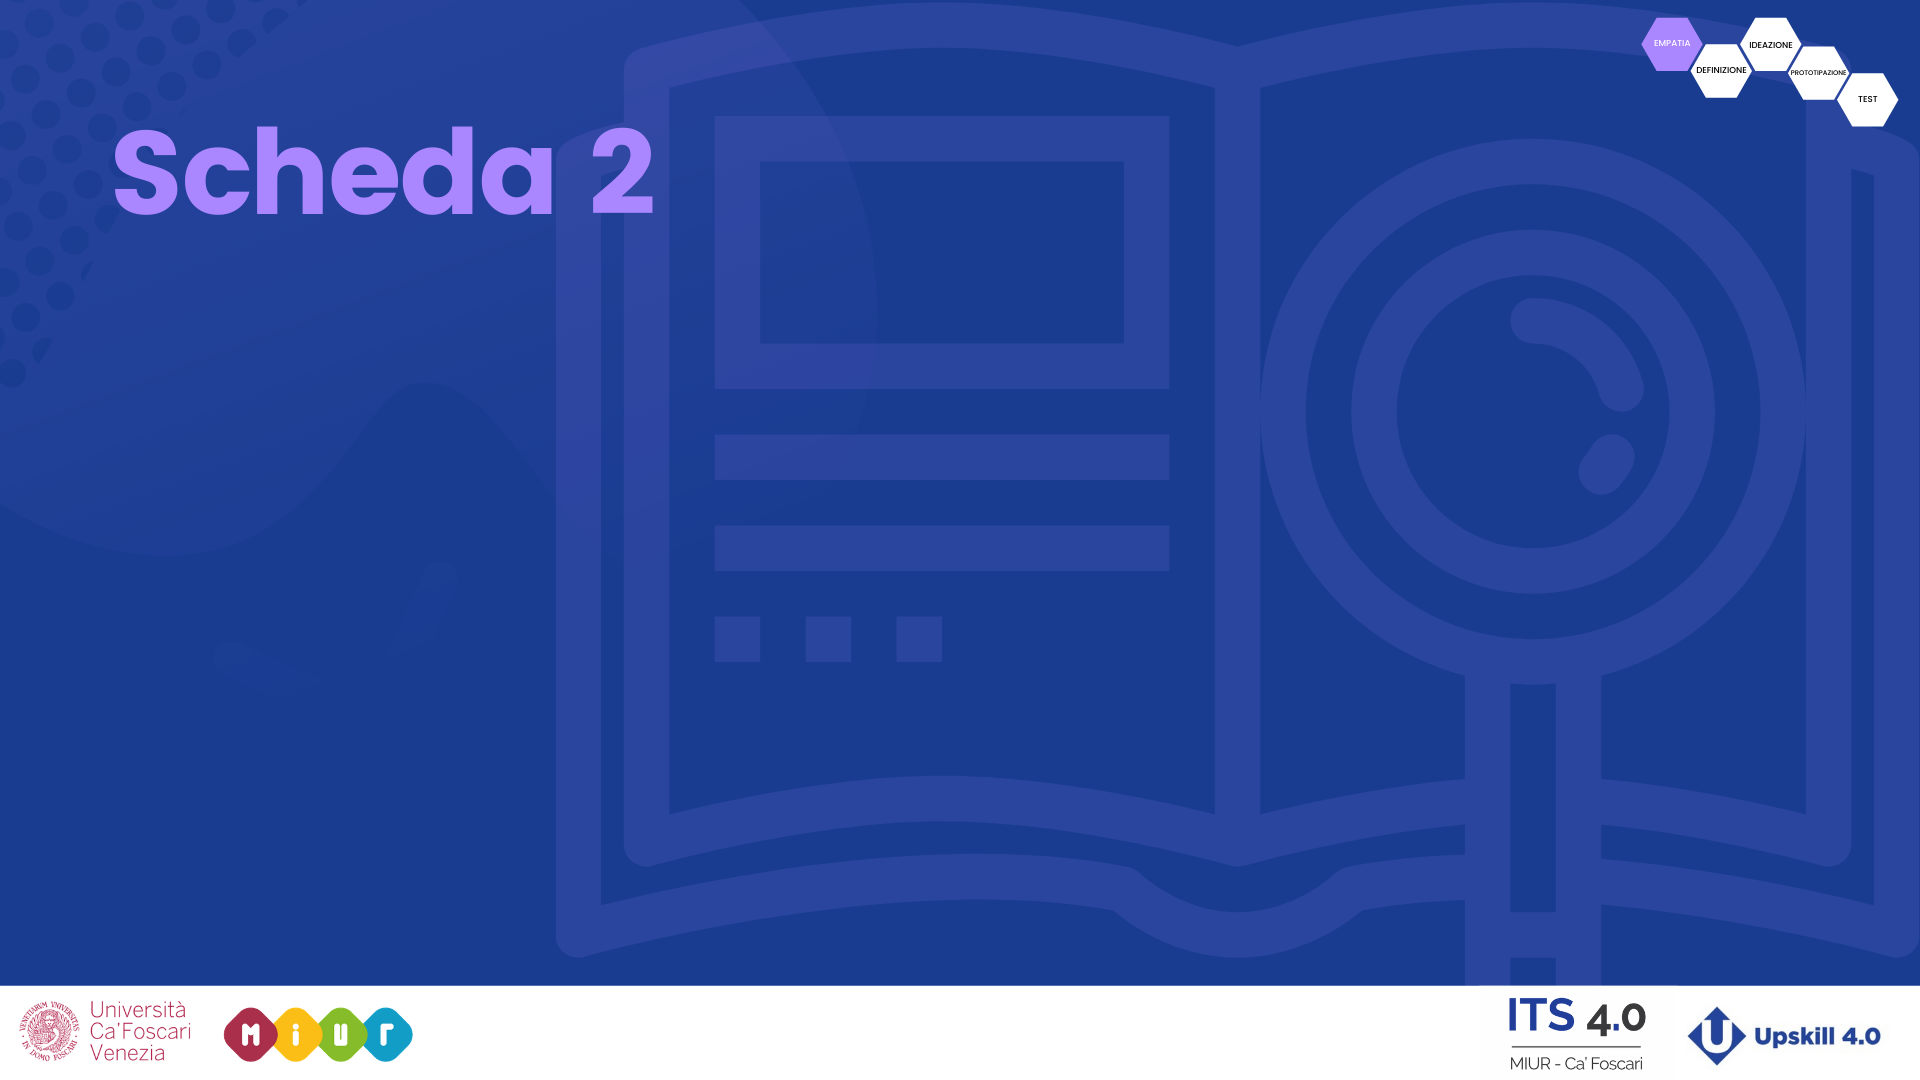 EMPATIA
IDEAZIONE
DEFINIZIONE
PROTOTIPAZIONE
TEST
Scheda 2
Università
Ca'Foscari
Venezia
MIUR
ITS 4.0
MIUR - Ca' Foscari
Upskill 4.0